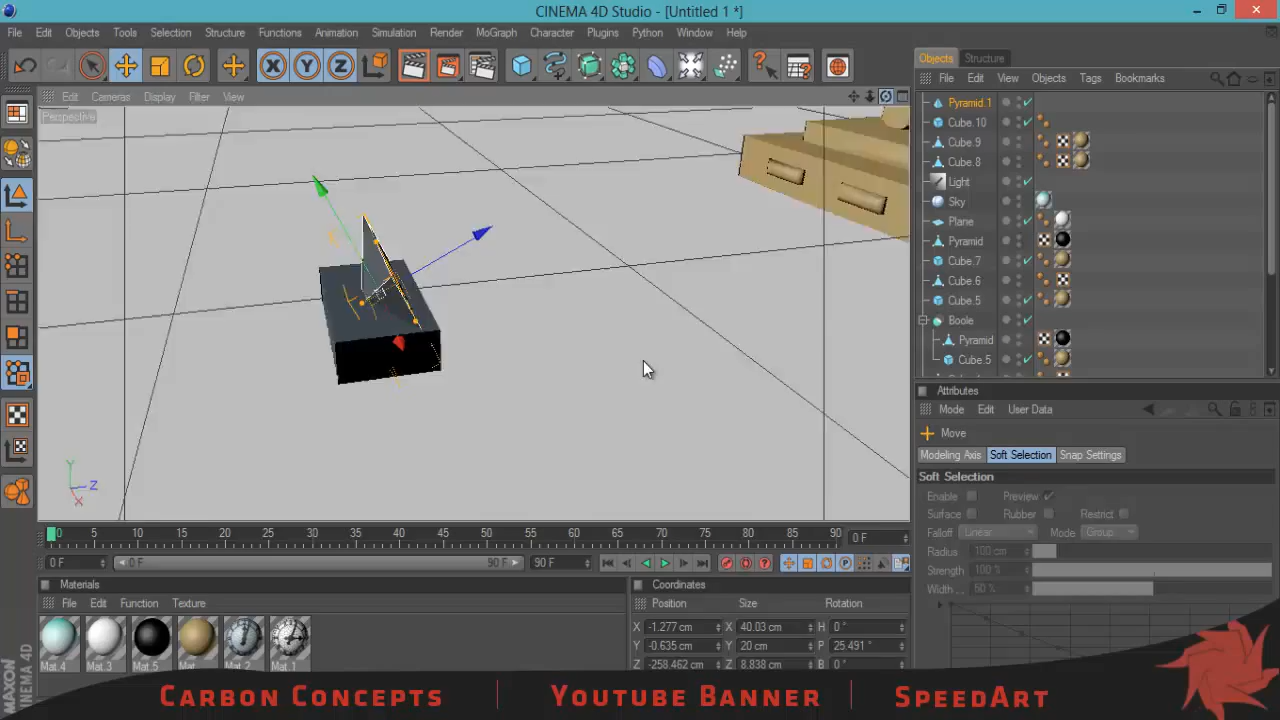 CINEMA 4D Studio - [Untitled 1 *]
File Edit Objects Tools Selection Structure Functions Animation Simulation Render MoGraph Character Plugins Python Window Help
Objects Structure
File Edit View Objects Tags Bookmarks
Edit Cameras Display Filter View
Perspective
Pyramid.1
Cube.10
Cube.9
Cube.8
Light
Sky
Plane
Pyramid
Cube.7
Cube.6
Cube.5
Boole
Pyramid
Cube.5
Attributes
Mode Edit User Data
Move
Modeling Axis Soft Selection Snap Settings
Soft Selection
Enable Preview
Surface Rubber Restrict
Falloff Linear Mode Group
Radius 100 cm
Strength 100 %
Width . . 50 %
Y
Z
X
0 5 10 15 20 25 30 35 40 45 50 55 60 65 70 75 80 85 90 0 F
0 F 0 F 90 F 90 F
Materials
File Edit Function Texture
Mat.4 Mat.3 Mat.5 Mat Mat.2 Mat.1
Coordinates
Position Size Rotation
X -1.277 cm X 40.03 cm H 0 °
Y -0.635 cm Y 20 cm P 25.491 °
Z -258.462 cm Z 8.838 cm B 0 °
MAXON
CINEMA 4D
Carbon Concepts | Youtube Banner | SpeedArt